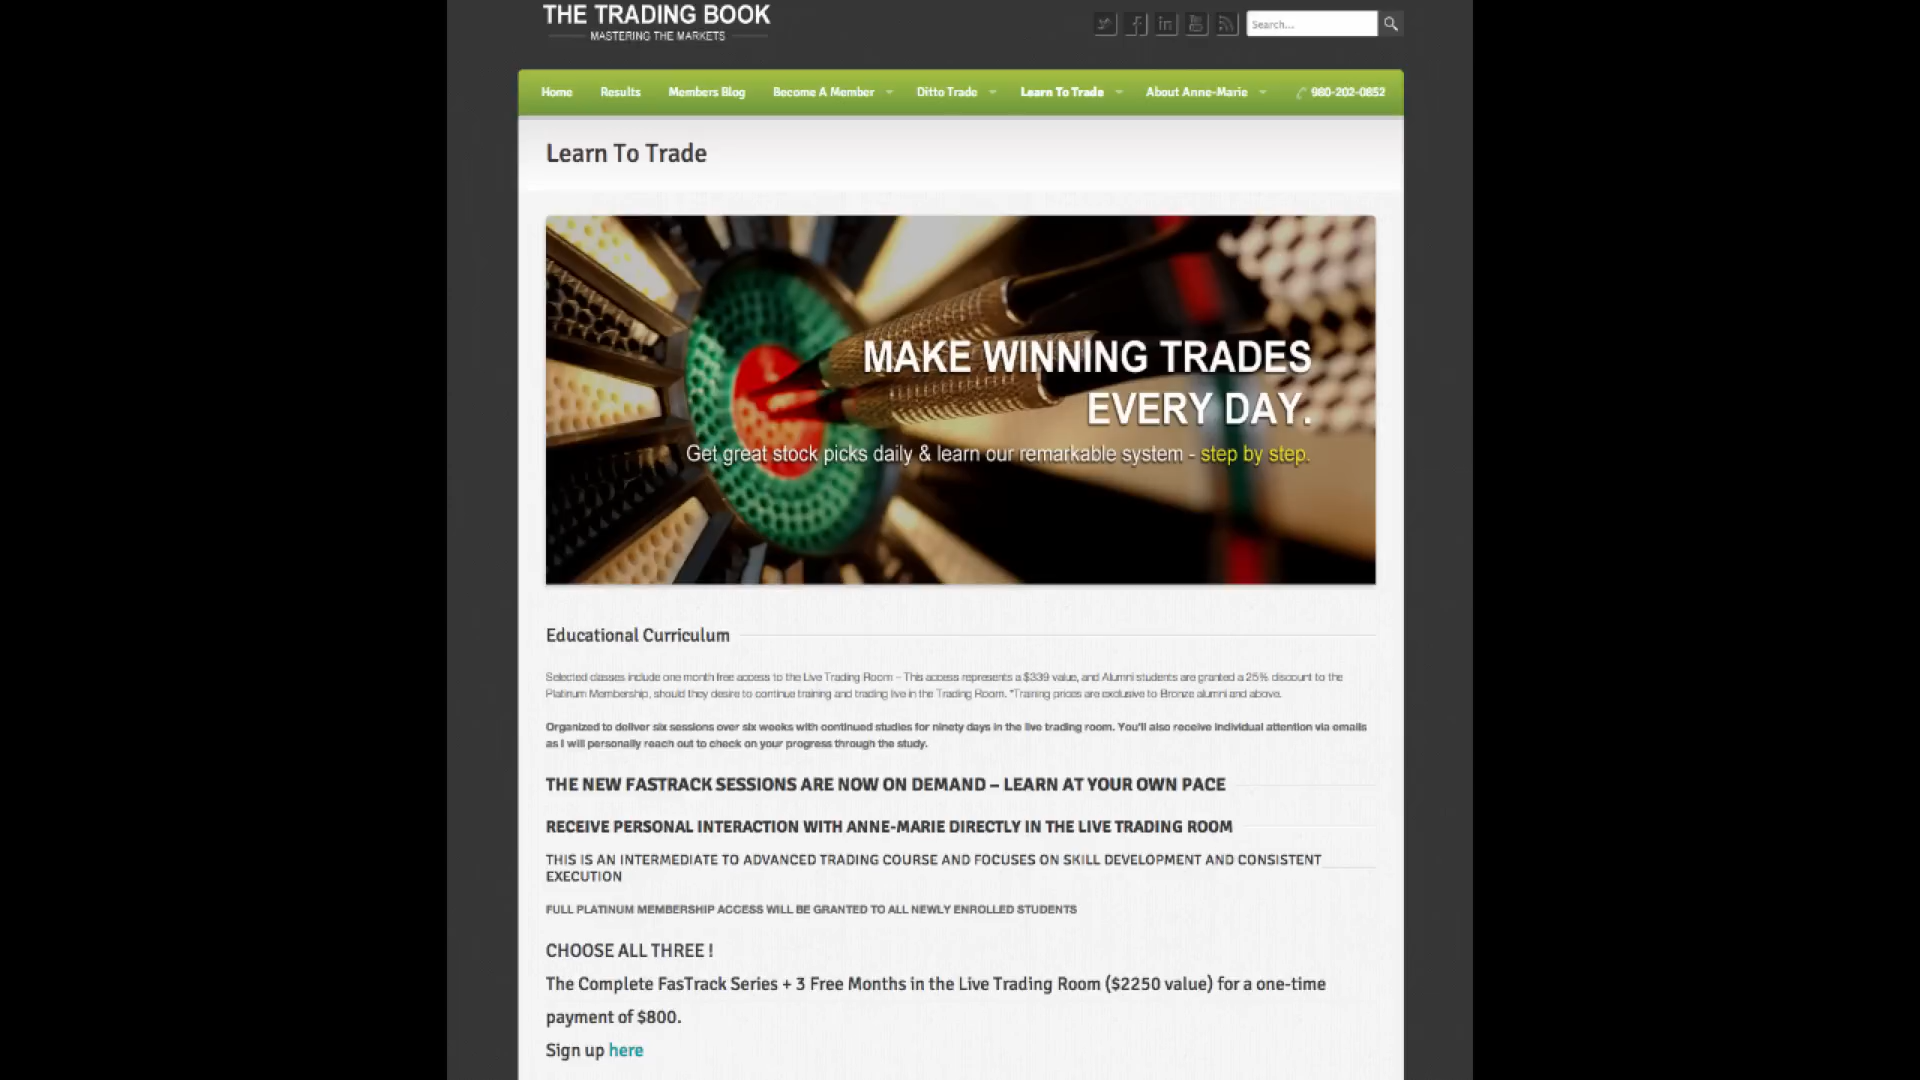 THE TRADING BOOK
MASTERING THE MARKETS
Search...
Home Results Members Blog Become A Member Ditto Trade Learn To Trade About Anne-Marie 980-202-0852
Learn To Trade
MAKE WINNING TRADES
EVERY DAY.
Get great stock picks daily & learn our remarkable system - step by step.
Educational Curriculum
Selected classes include one month free access to the Live Trading Room – This access represents a $339 value, and Alumni students are granted a 25% discount to the
Platinum Membership, should they desire to continue training and trading live in the Trading Room. *Training prices are exclusive to Bronze alumni and above.
Organized to deliver six sessions over six weeks with continued studies for ninety days in the live trading room. You'll also receive individual attention via emails
as I will personally reach out to check on your progress through the study.
THE NEW FASTRACK SESSIONS ARE NOW ON DEMAND – LEARN AT YOUR OWN PACE
RECEIVE PERSONAL INTERACTION WITH ANNE-MARIE DIRECTLY IN THE LIVE TRADING ROOM
THIS IS AN INTERMEDIATE TO ADVANCED TRADING COURSE AND FOCUSES ON SKILL DEVELOPMENT AND CONSISTENT
EXECUTION
FULL PLATINUM MEMBERSHIP ACCESS WILL BE GRANTED TO ALL NEWLY ENROLLED STUDENTS
CHOOSE ALL THREE !
The Complete FasTrack Series + 3 Free Months in the Live Trading Room ($2250 value) for a one-time
payment of $800.
Sign up here